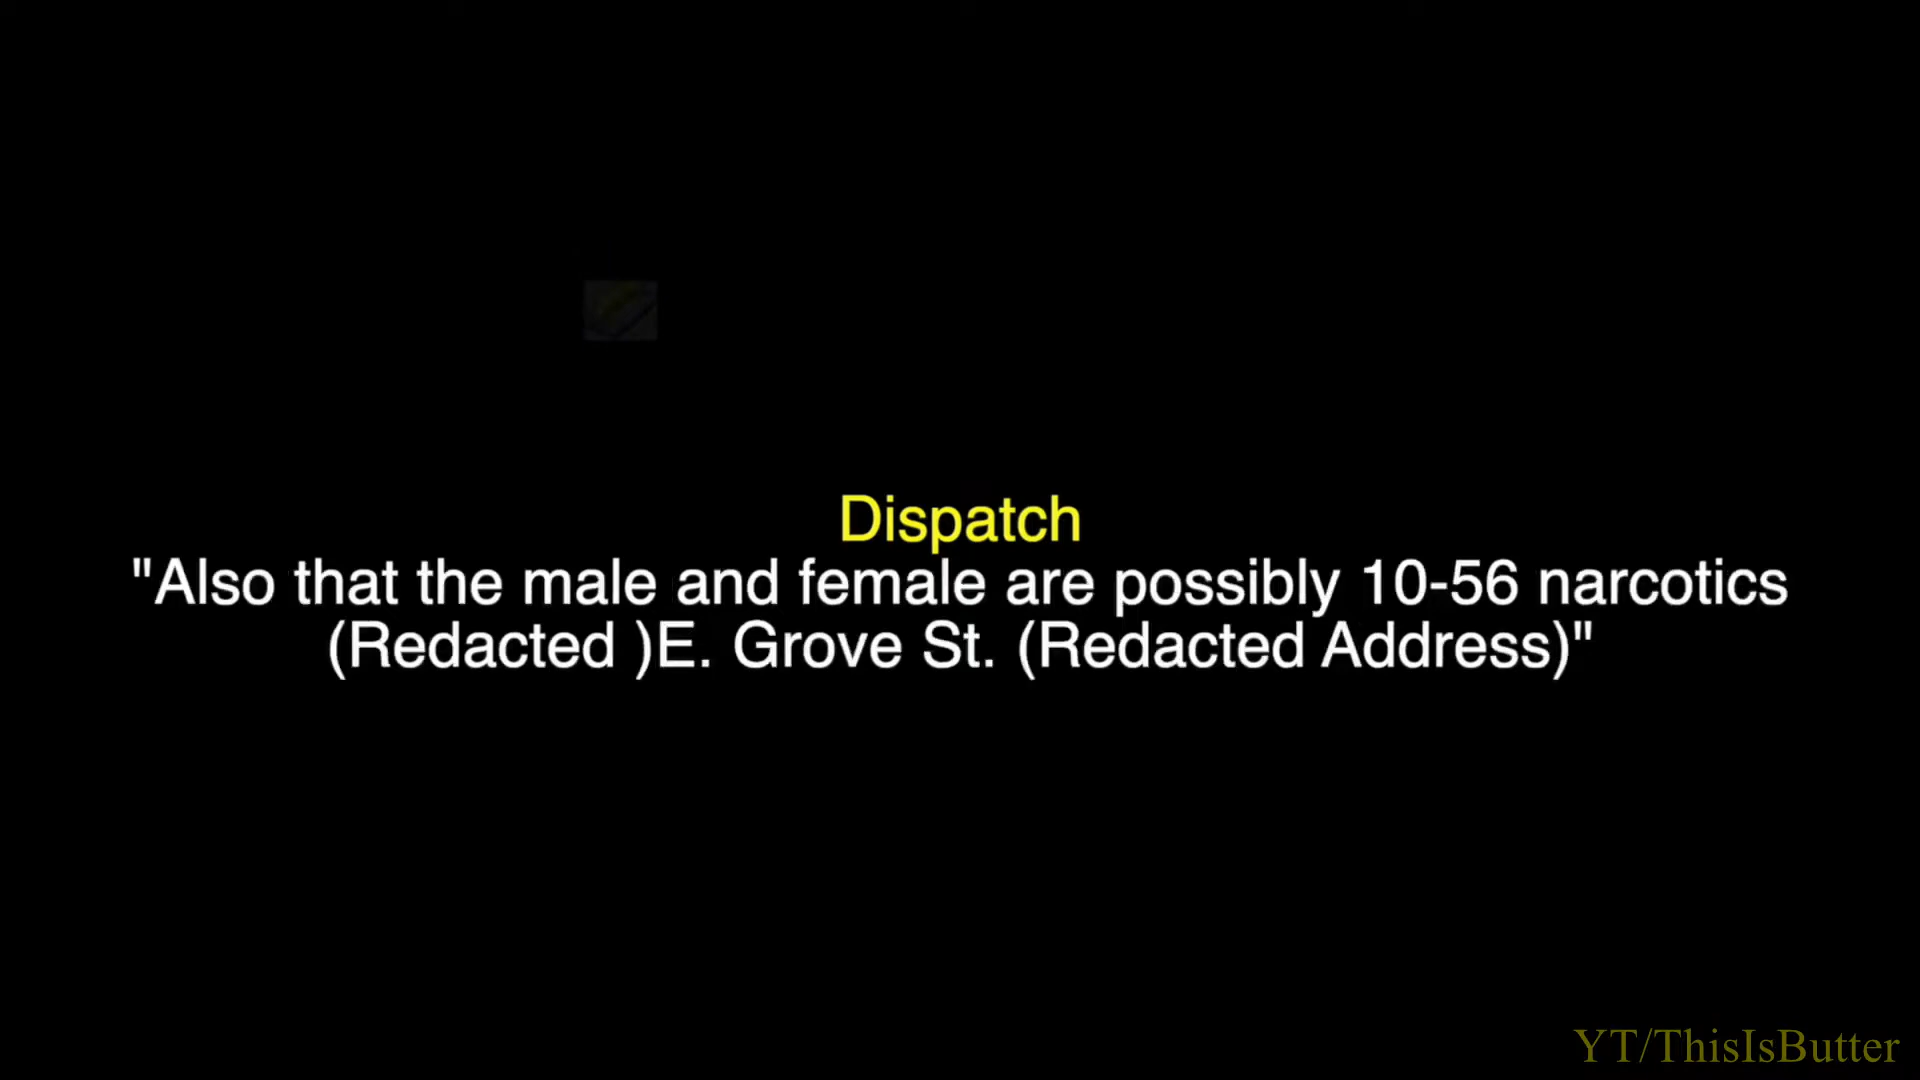 Dispatch
"Also that the male and female are possibly 10-56 narcotics
(Redacted )E. Grove St. (Redacted Address)"
YT/ThisIsButter